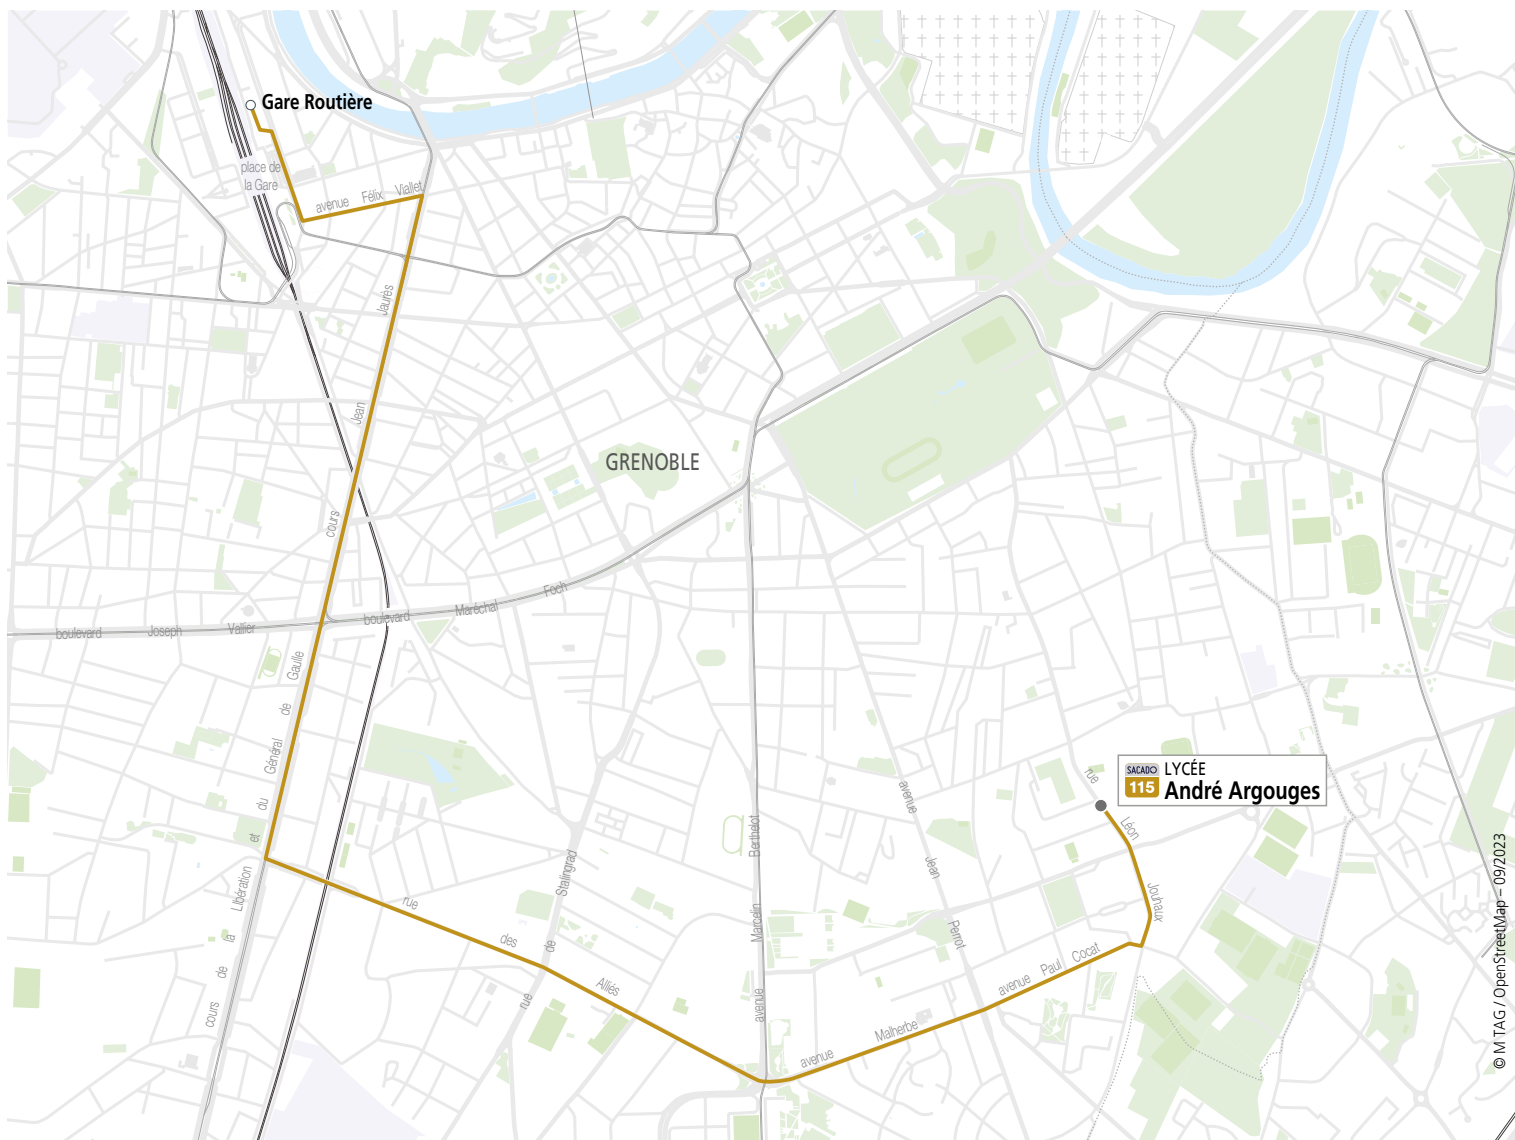 Gare Routière
place de
la Gare
avenue Félix Viallet
Jaurès
Jean
cours
GRENOBLE
boulevard Joseph Vallier
boulevard Maréchal Foch
cours de la Libération et du Général de Gaulle
SACADO
115
LYCÉE
André Argouges
rue Léon Jouhaux
avenue Jean Perrot
avenue Marcelin Berthelot
rue de Stalingrad
rue des Alliés
avenue Malherbe
avenue Paul Cocat
© M TAG / OpenStreetMap – 09/2023